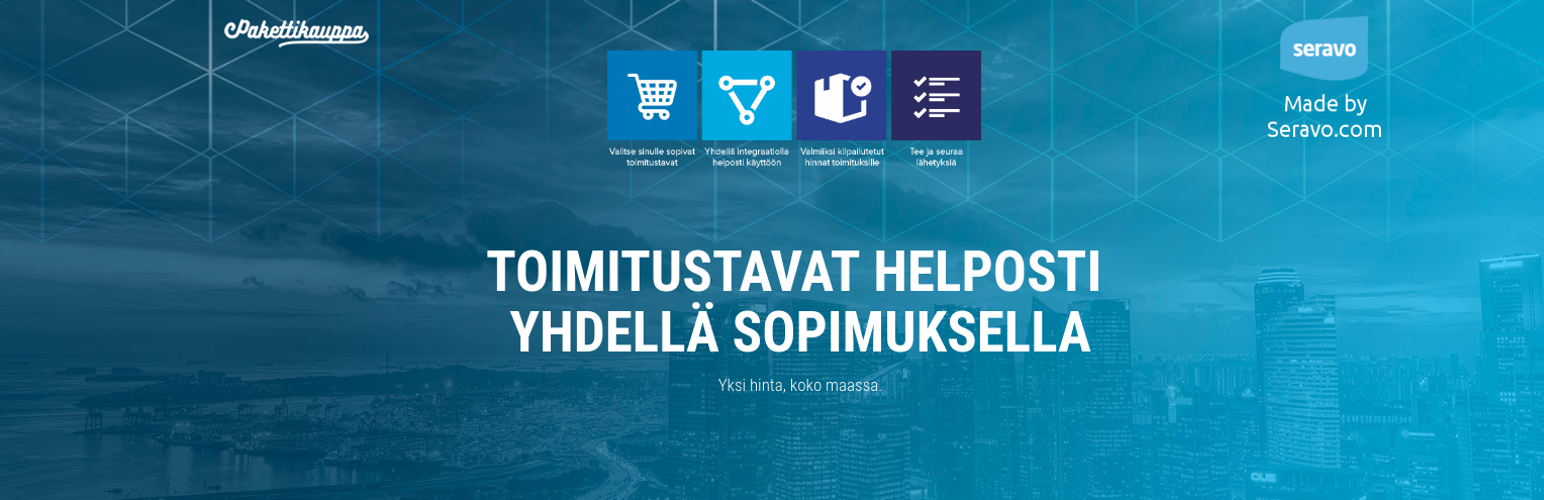 Pakettikauppa
seravo
Made by
Seravo.com
Valitse sinulle sopivat
toimitustavat
Yhdellä integraatiolla
helposti käyttöön
Valmiiksi kilpailutetut
hinnat toimituksille
Tee ja seuraa
lähetyksiä
TOIMITUSTAVAT HELPOSTI
YHDELLÄ SOPIMUKSELLA
Yksi hinta, koko maassa.
OUE